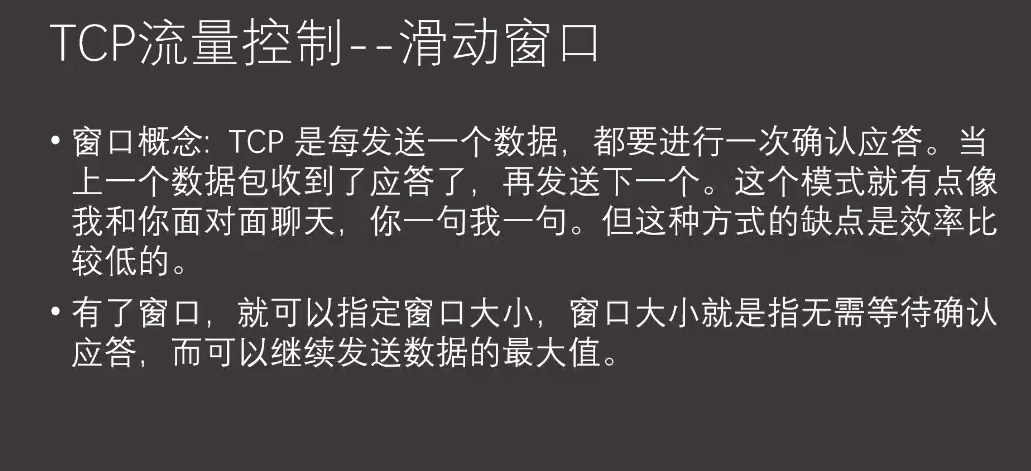 TCP流量控制--滑动窗口
• 窗口概念: TCP 是每发送一个数据，都要进行一次确认应答。当
上一个数据包收到了应答了，再发送下一个。这个模式就有点像
我和你面对面聊天，你一句我一句。但这种方式的缺点是效率比
较低的。
• 有了窗口，就可以指定窗口大小，窗口大小就是指无需等待确认
应答，而可以继续发送数据的最大值。